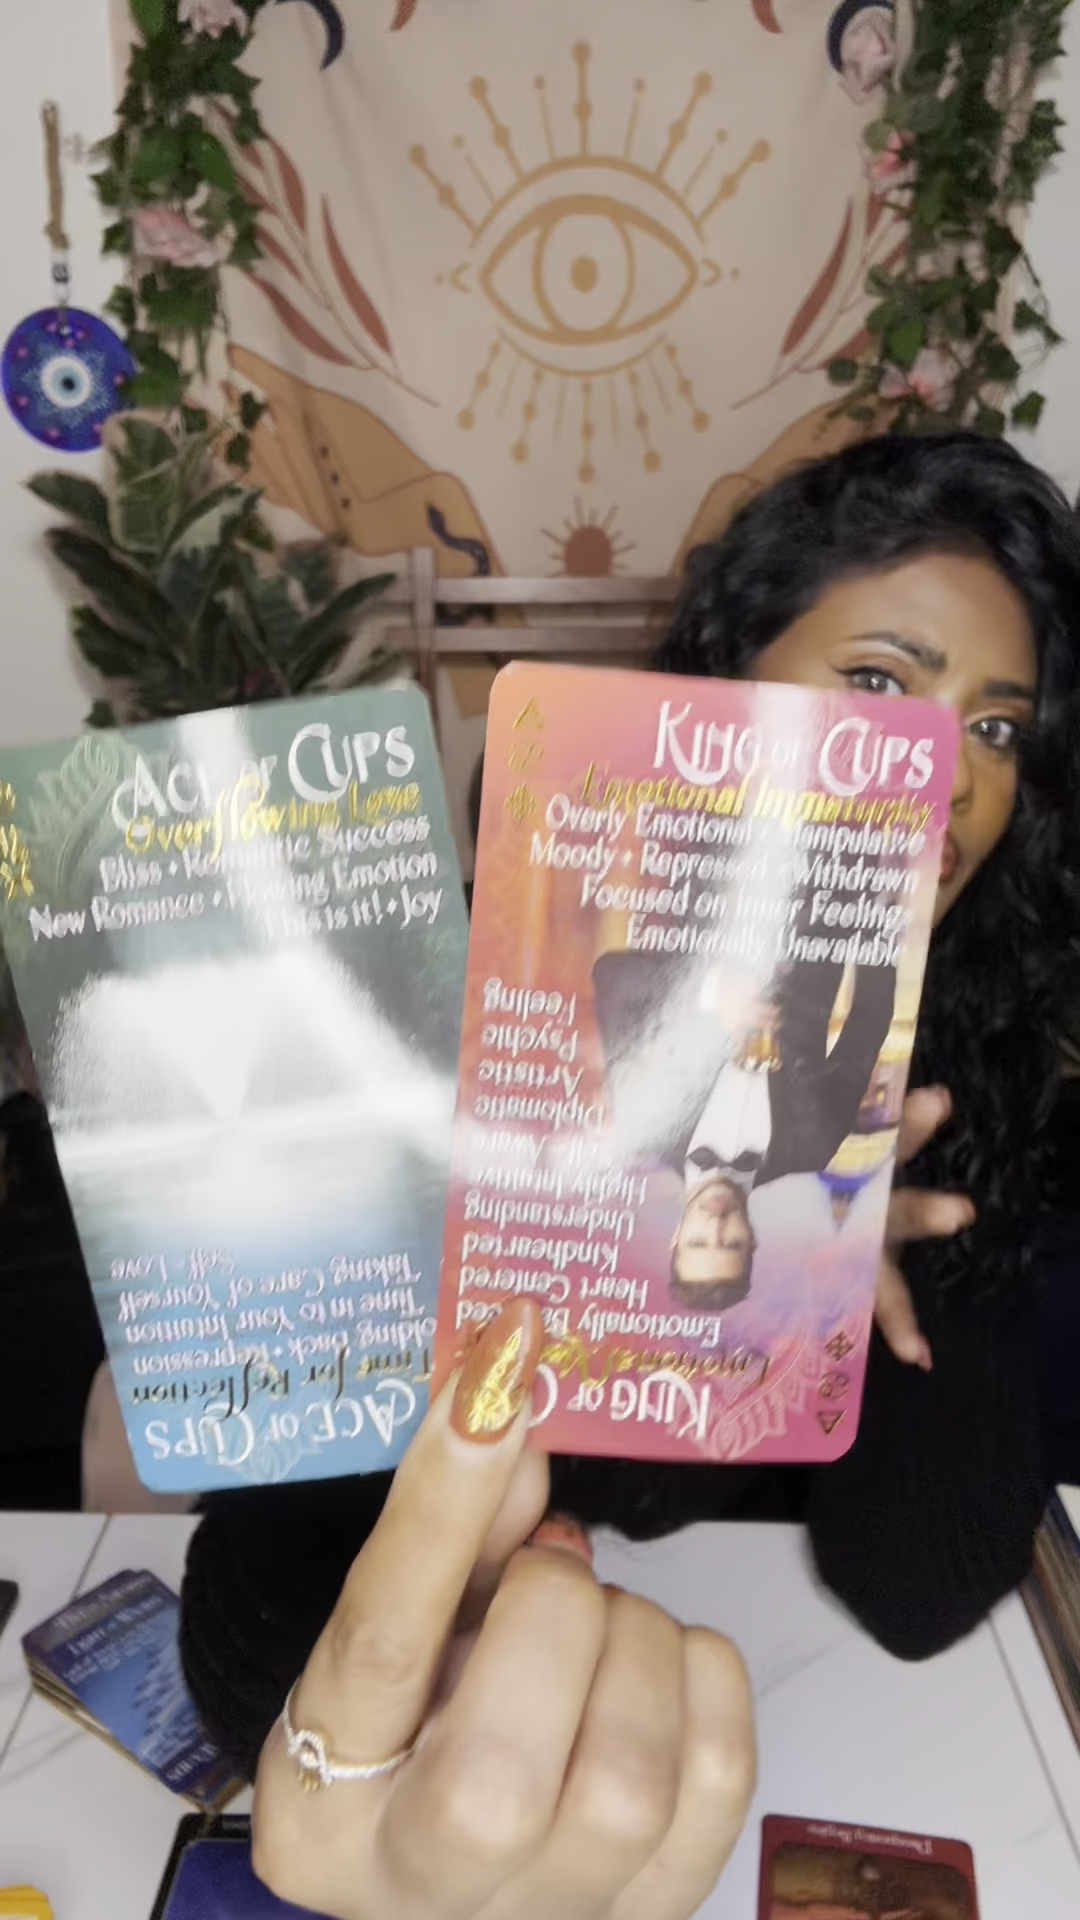 ACE OF CUPS
Overflowing Love
Bliss • Romantic Success
New Romance • Flowing Emotion
This is it! • Joy
Self-Love
Taking Care of Yourself
Tune in to Your Intuition
Holding Back • Repression
Time for Reflection
ACE OF CUPS
KING OF CUPS
Emotional Immaturity
Overly Emotional • Manipulative
Moody • Repressed • Withdrawn
Focused on Inner Feelings
Emotionally Unavailable
KING OF CUPS
Emotional
Emotionally Balanced
Heart Centered
Kindhearted
Understanding
Highly Intuitive
Self-Aware
Diplomatic
Artistic
Psychic
Feeling